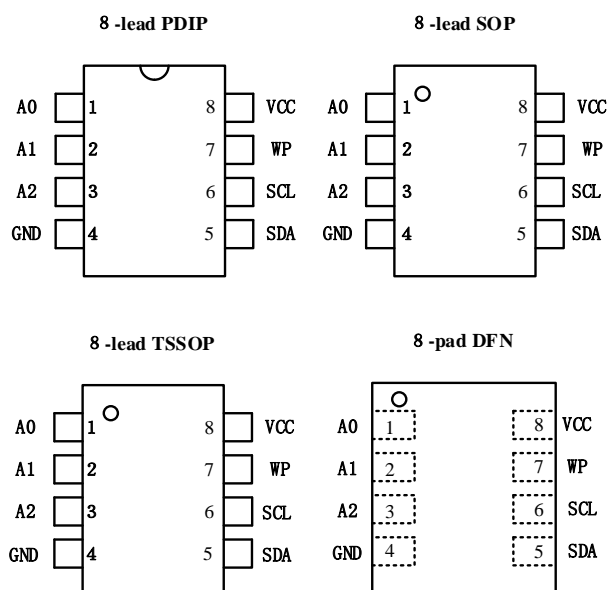 8 -lead PDIP
A0 1 8 VCC
A1 2 7 WP
A2 3 6 SCL
GND 4 5 SDA
8 -lead SOP
A0 1 8 VCC
A1 2 7 WP
A2 3 6 SCL
GND 4 5 SDA
8 -lead TSSOP
A0 1 8 VCC
A1 2 7 WP
A2 3 6 SCL
GND 4 5 SDA
8 -pad DFN
A0 1 8 VCC
A1 2 7 WP
A2 3 6 SCL
GND 4 5 SDA